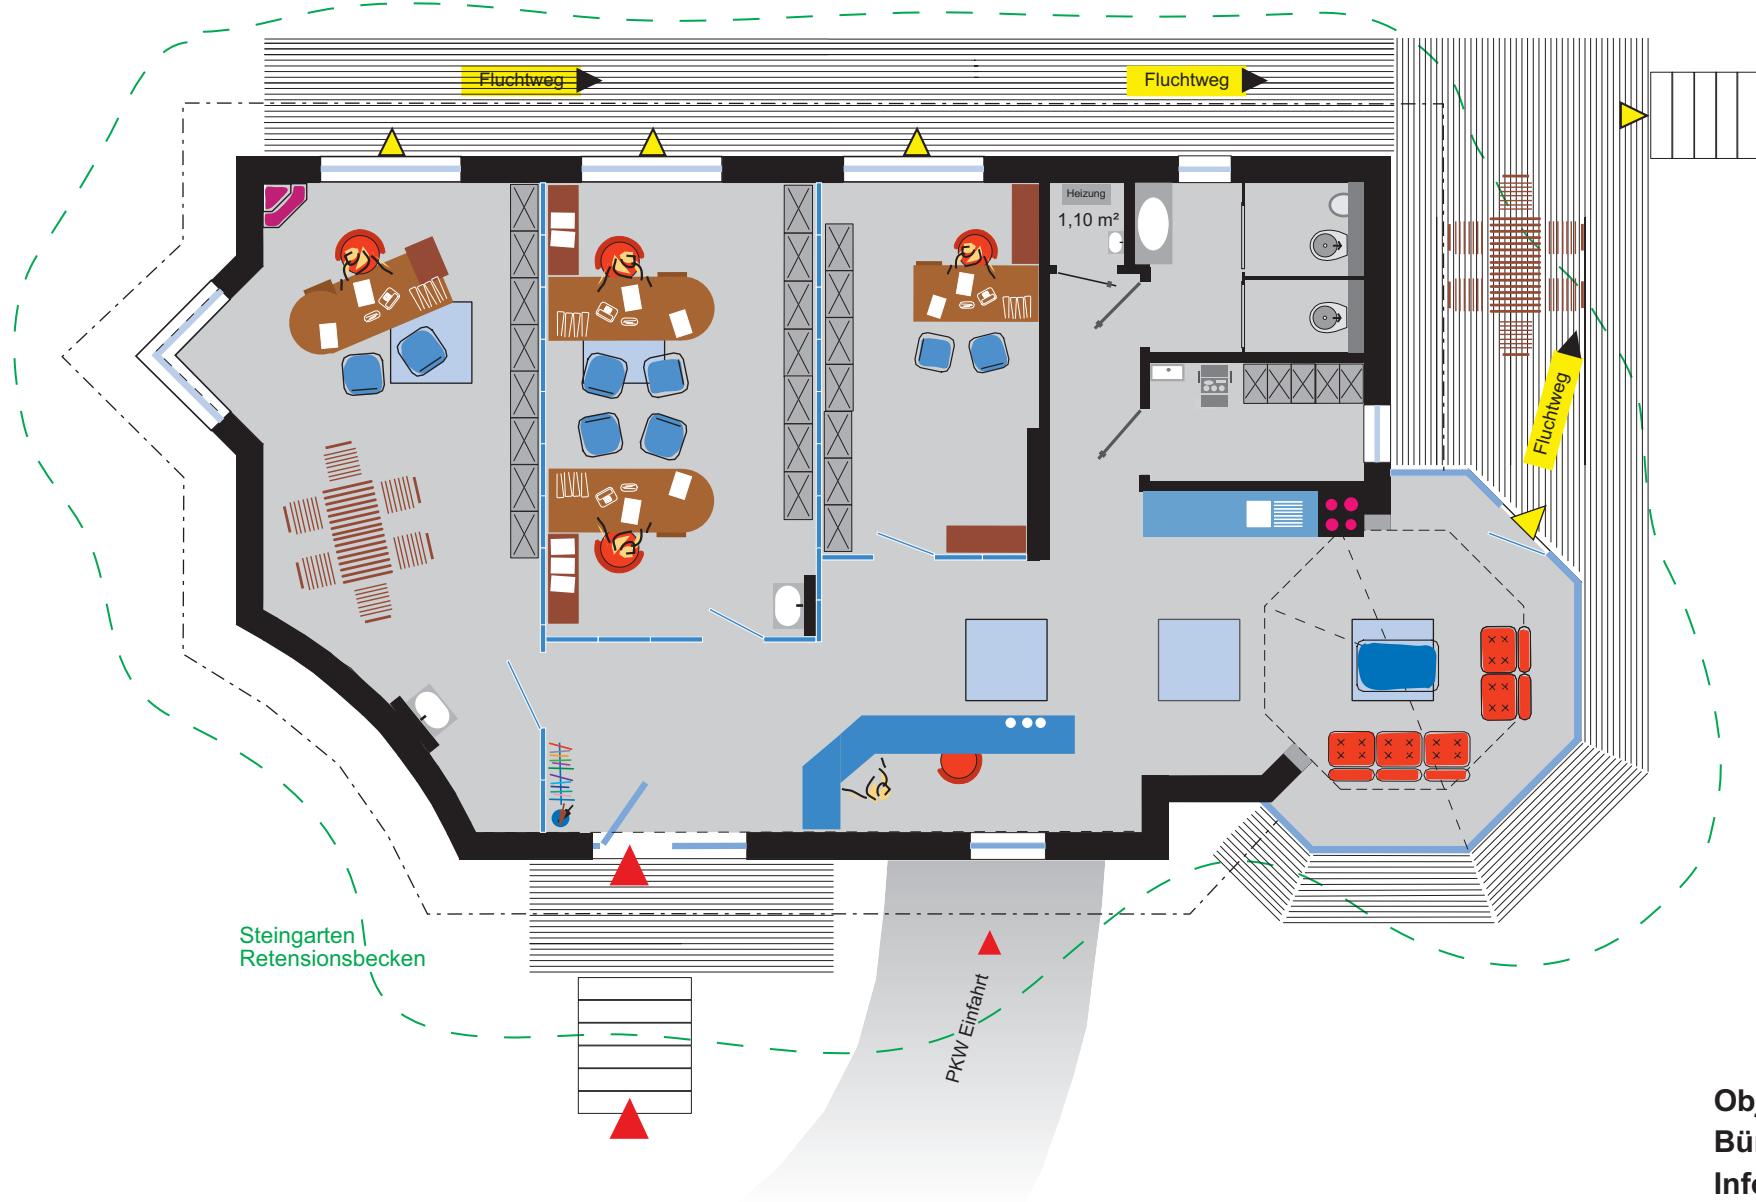 Fluchtweg
Fluchtweg
Heizung
1,10 m²
Fluchtweg
Steingarten
Retensionsbecken
PKW Einfahrt